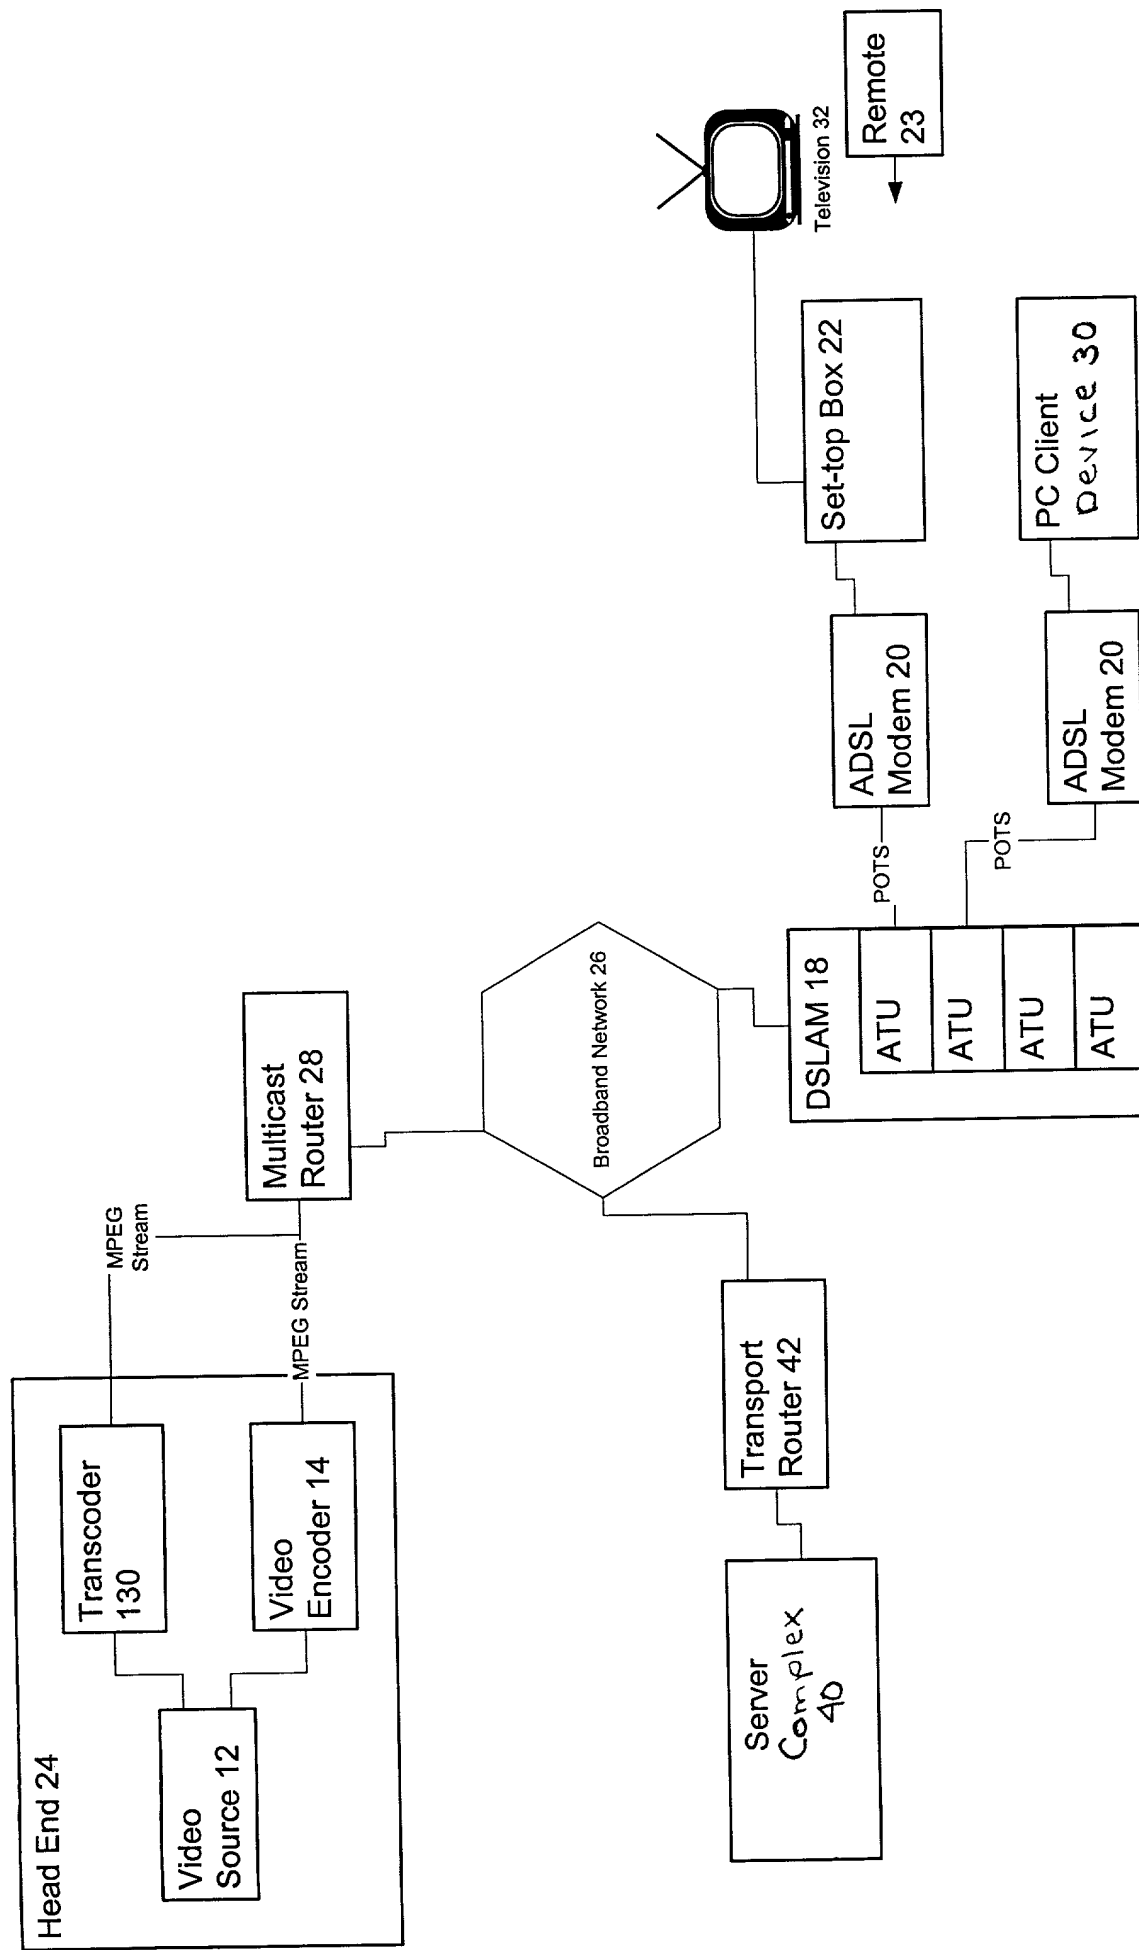 Head End 24
Video
Source 12
Transcoder
130
Video
Encoder 14
MPEG
Stream
MPEG Stream
Multicast
Router 28
Broadband Network 26
Server
Complex
40
Transport
Router 42
DSLAM 18
ATU
ATU
ATU
ATU
POTS
POTS
ADSL
Modem 20
ADSL
Modem 20
Set-top Box 22
PC Client
Device 30
Television 32
Remote
23